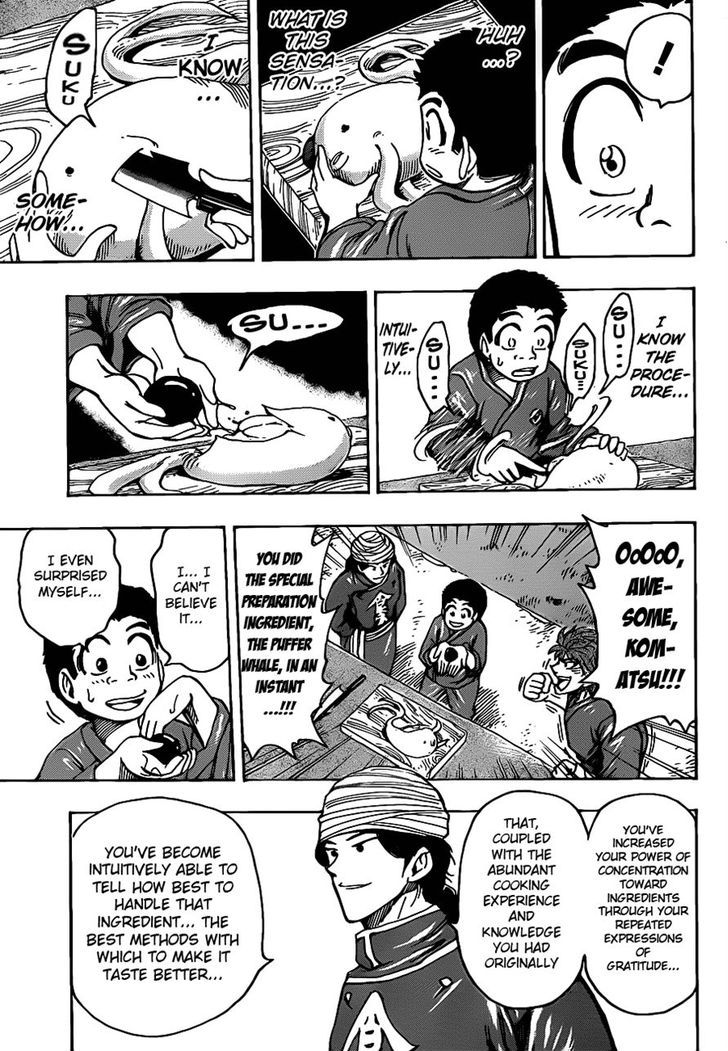 !
HUH
...?
WHAT IS
THIS
SENSA-
TION...?
I
KNOW
...
SUKU
SOME-
HOW...
I
KNOW
THE
PROCE-
DURE...
SU...
SUKU...
SU...
INTUI-
TIVE-
LY...
SU...
OOOOO,
AWE-
SOME,
KOM-
ATSU!!!
YOU DID
THE SPECIAL
PREPARATION
INGREDIENT,
THE PUFFER
WHALE, IN AN
INSTANT
...!!!
I... I
CAN'T
BELIEVE
IT...
I EVEN
SURPRISED
MYSELF...
YOU'VE
INCREASED
YOUR POWER OF
CONCENTRATION
TOWARD
INGREDIENTS
THROUGH YOUR
REPEATED
EXPRESSIONS
OF
GRATITUDE...
THAT,
COUPLED
WITH THE
ABUNDANT
COOKING
EXPERIENCE
AND
KNOWLEDGE
YOU HAD
ORIGINALLY
YOU'VE BECOME
INTUITIVELY ABLE TO
TELL HOW BEST TO
HANDLE THAT
INGREDIENT... THE
BEST METHODS WITH
WHICH TO MAKE IT
TASTE BETTER...